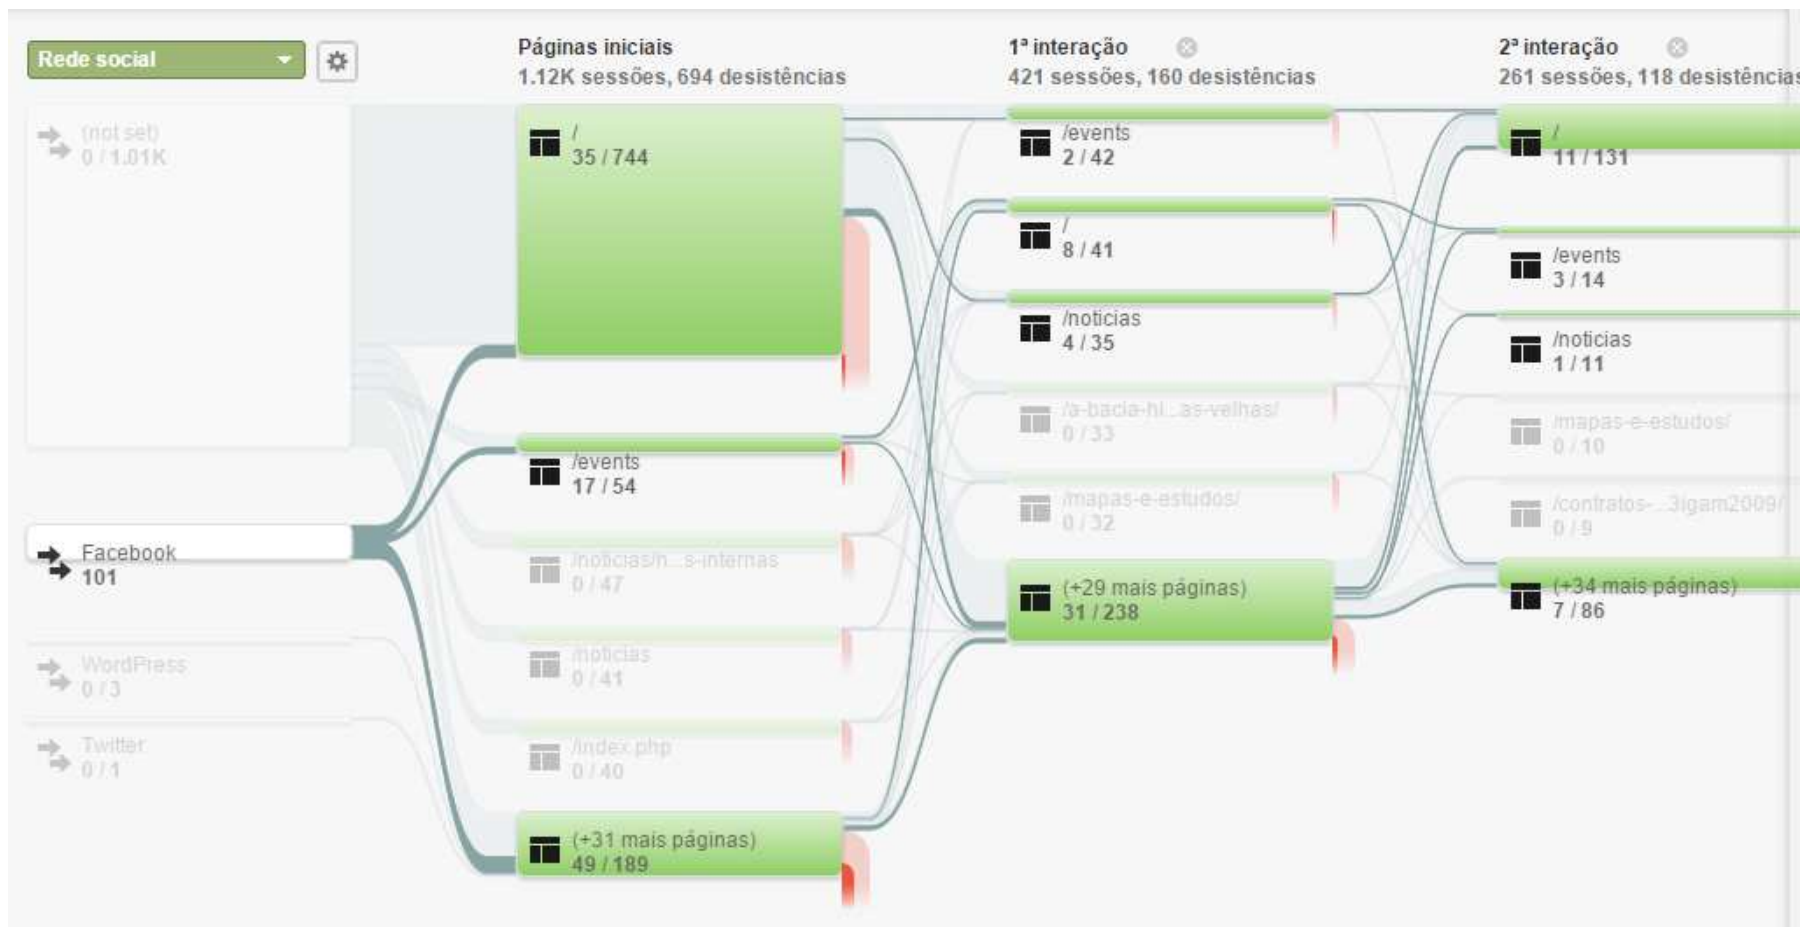 Rede social
(not set)
0 / 1.01K
Facebook
101
WordPress
0 / 3
Twitter
0 / 1
Páginas iniciais
1.12K sessões, 694 desistências
/
35 / 744
/events
17 / 54
/noticias/n...s-internas
0 / 47
/noticias
0 / 41
/index.php
0 / 40
(+31 mais páginas)
49 / 189
1ª interação
421 sessões, 160 desistências
/events
2 / 42
/
8 / 41
/noticias
4 / 35
/a-bacia-hi...as-velhas/
0 / 33
/mapas-e-estudos/
0 / 32
(+29 mais páginas)
31 / 238
2ª interação
261 sessões, 118 desistências
/
11 / 131
/events
3 / 14
/noticias
1 / 11
/mapas-e-estudos/
0 / 10
/contratos-...3igam2009/
0 / 9
(+34 mais páginas)
7 / 86